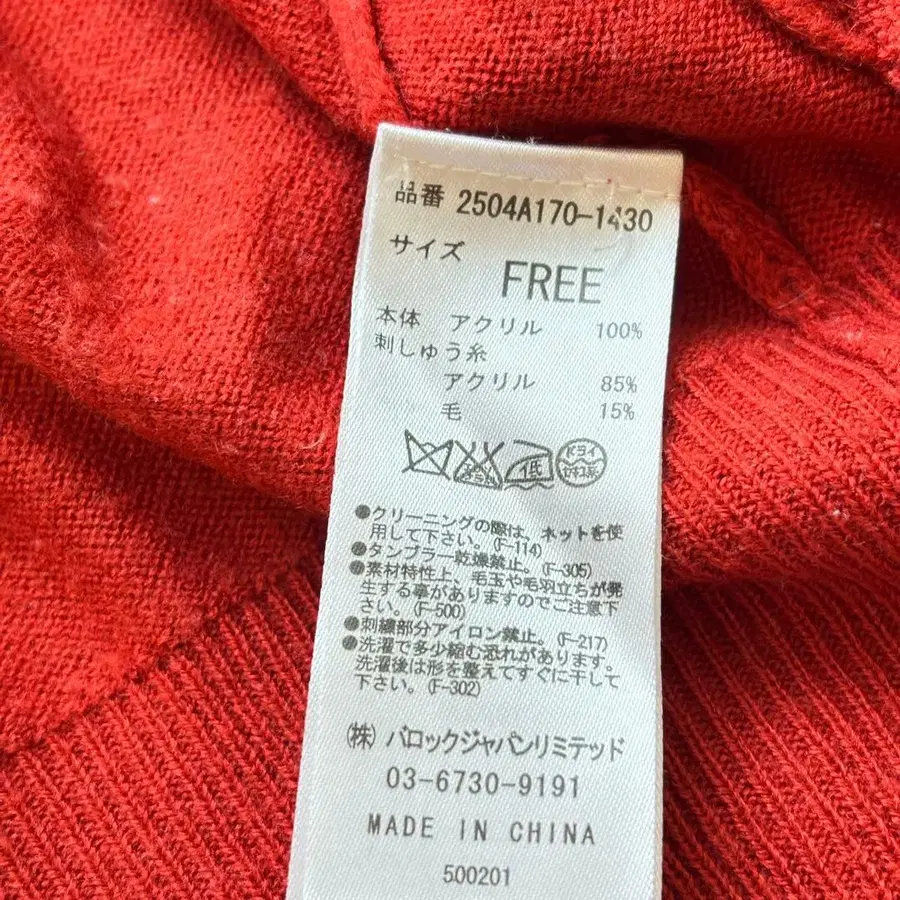 品番 2504A170-1430
サイズ
FREE
本体 アクリル 100%
刺しゅう糸
アクリル 85%
毛 15%
低
ドライ
セキユ系
●クリーニングの際は、ネットを使
用して下さい。(F-114)
●タンブラー乾燥禁止。(F-305)
●素材特性上、毛玉や毛羽立ちが発
生する事がありますのでご注意下
さい。(F-500)
●刺繍部分アイロン禁止。(F-217)
●洗濯で多少縮む恐れがあります。
洗濯後は形を整えてすぐに干して
下さい。(F-302)
㈱ バロックジャパンリミテッド
03-6730-9191
MADE IN CHINA
500201